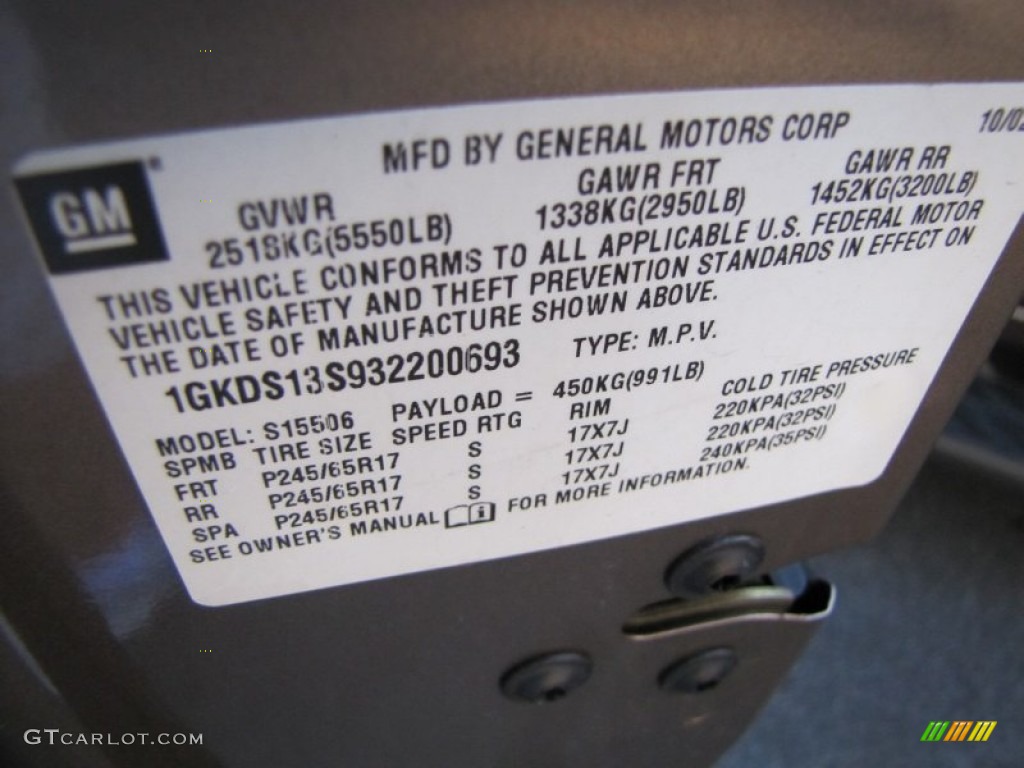 MFD BY GENERAL MOTORS CORP 10/02
GM®
GVWR GAWR FRT GAWR RR
2518KG(5550LB) 1338KG(2950LB) 1452KG(3200LB)
THIS VEHICLE CONFORMS TO ALL APPLICABLE U.S. FEDERAL MOTOR
VEHICLE SAFETY AND THEFT PREVENTION STANDARDS IN EFFECT ON
THE DATE OF MANUFACTURE SHOWN ABOVE.
1GKDS13S932200693 TYPE: M.P.V.
MODEL: S15506 PAYLOAD = 450KG(991LB)
SPMB TIRE SIZE SPEED RTG RIM COLD TIRE PRESSURE
FRT P245/65R17 S 17X7J 220KPA(32PSI)
RR P245/65R17 S 17X7J 220KPA(32PSI)
SPA P245/65R17 S 17X7J 240KPA(35PSI)
SEE OWNER'S MANUAL FOR MORE INFORMATION.
GTCARLOT.COM